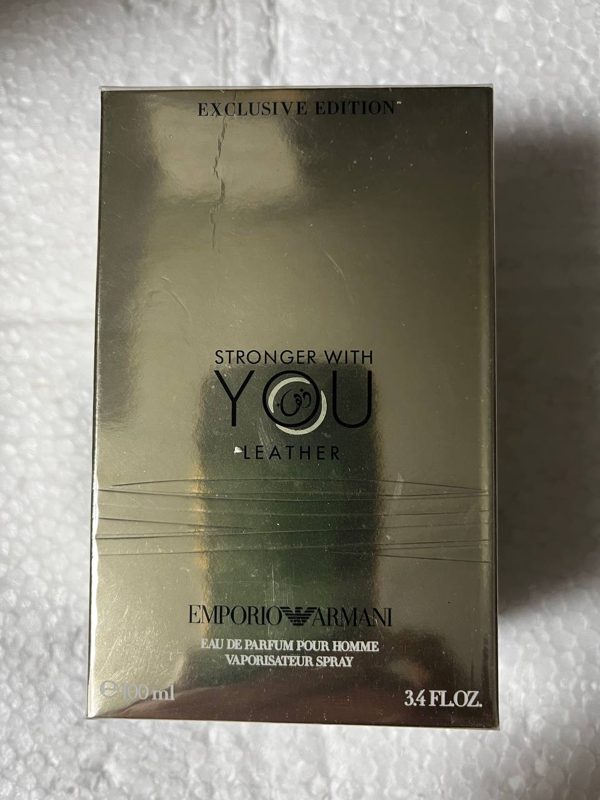 EXCLUSIVE EDITION
STRONGER WITH
YOU
LEATHER
EMPORIO ARMANI
EAU DE PARFUM POUR HOMME
VAPORISATEUR SPRAY
℮ 100 ml
3.4 FL.OZ.